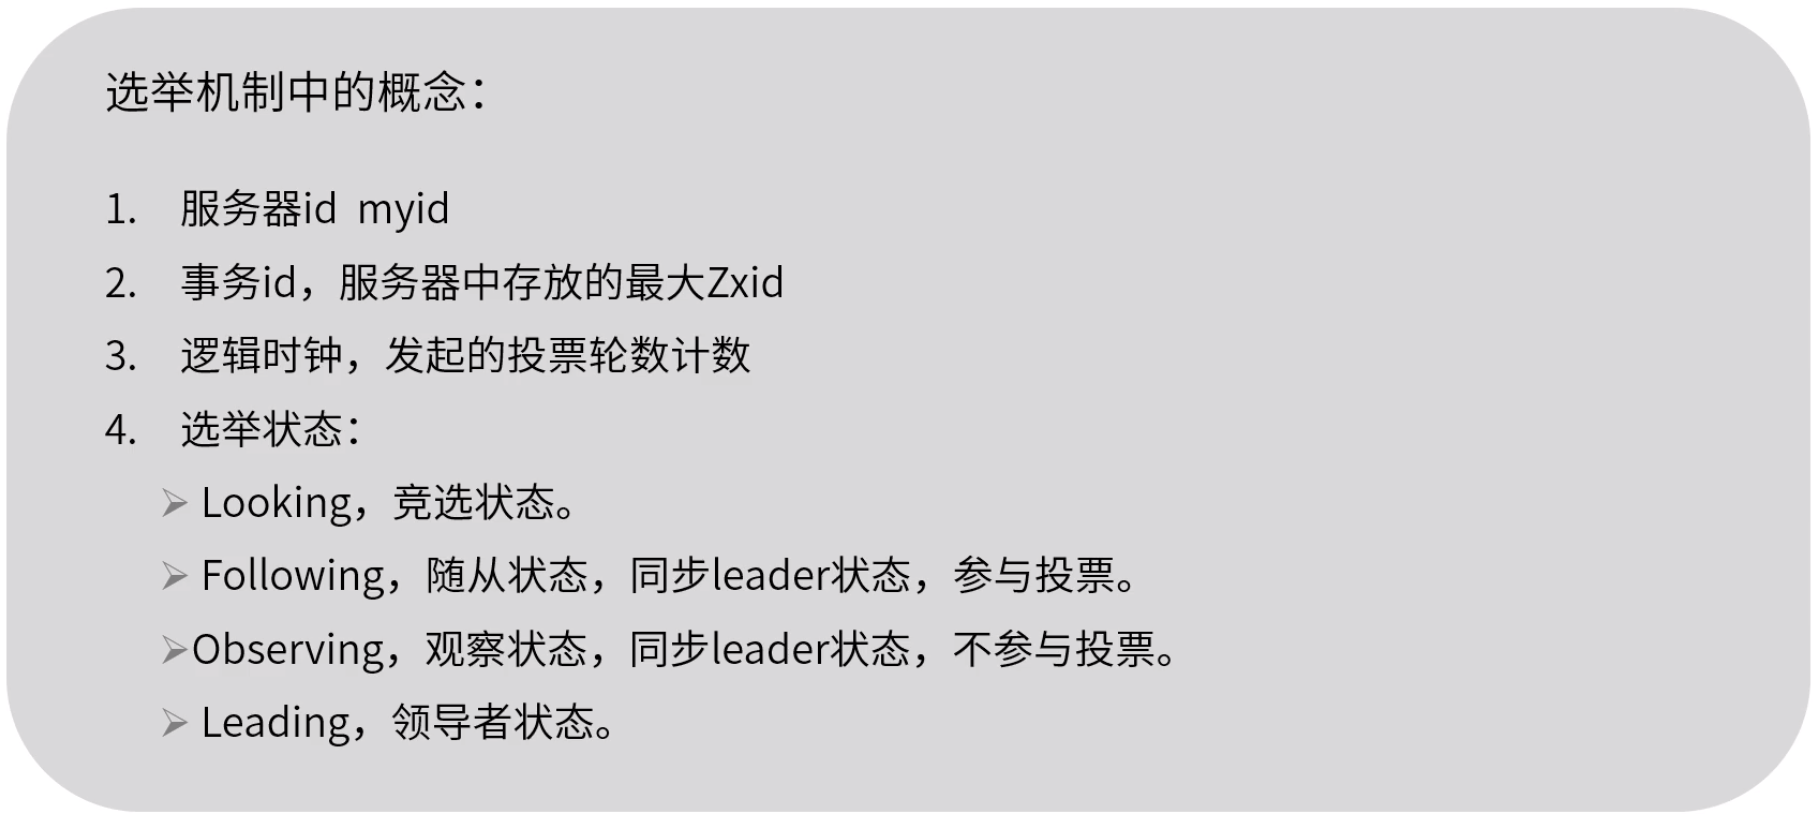 选举机制中的概念：
1. 服务器id myid
2. 事务id，服务器中存放的最大Zxid
3. 逻辑时钟，发起的投票轮数计数
4. 选举状态：
➢ Looking，竞选状态。
➢ Following，随从状态，同步leader状态，参与投票。
➢Observing，观察状态，同步leader状态，不参与投票。
➢ Leading，领导者状态。